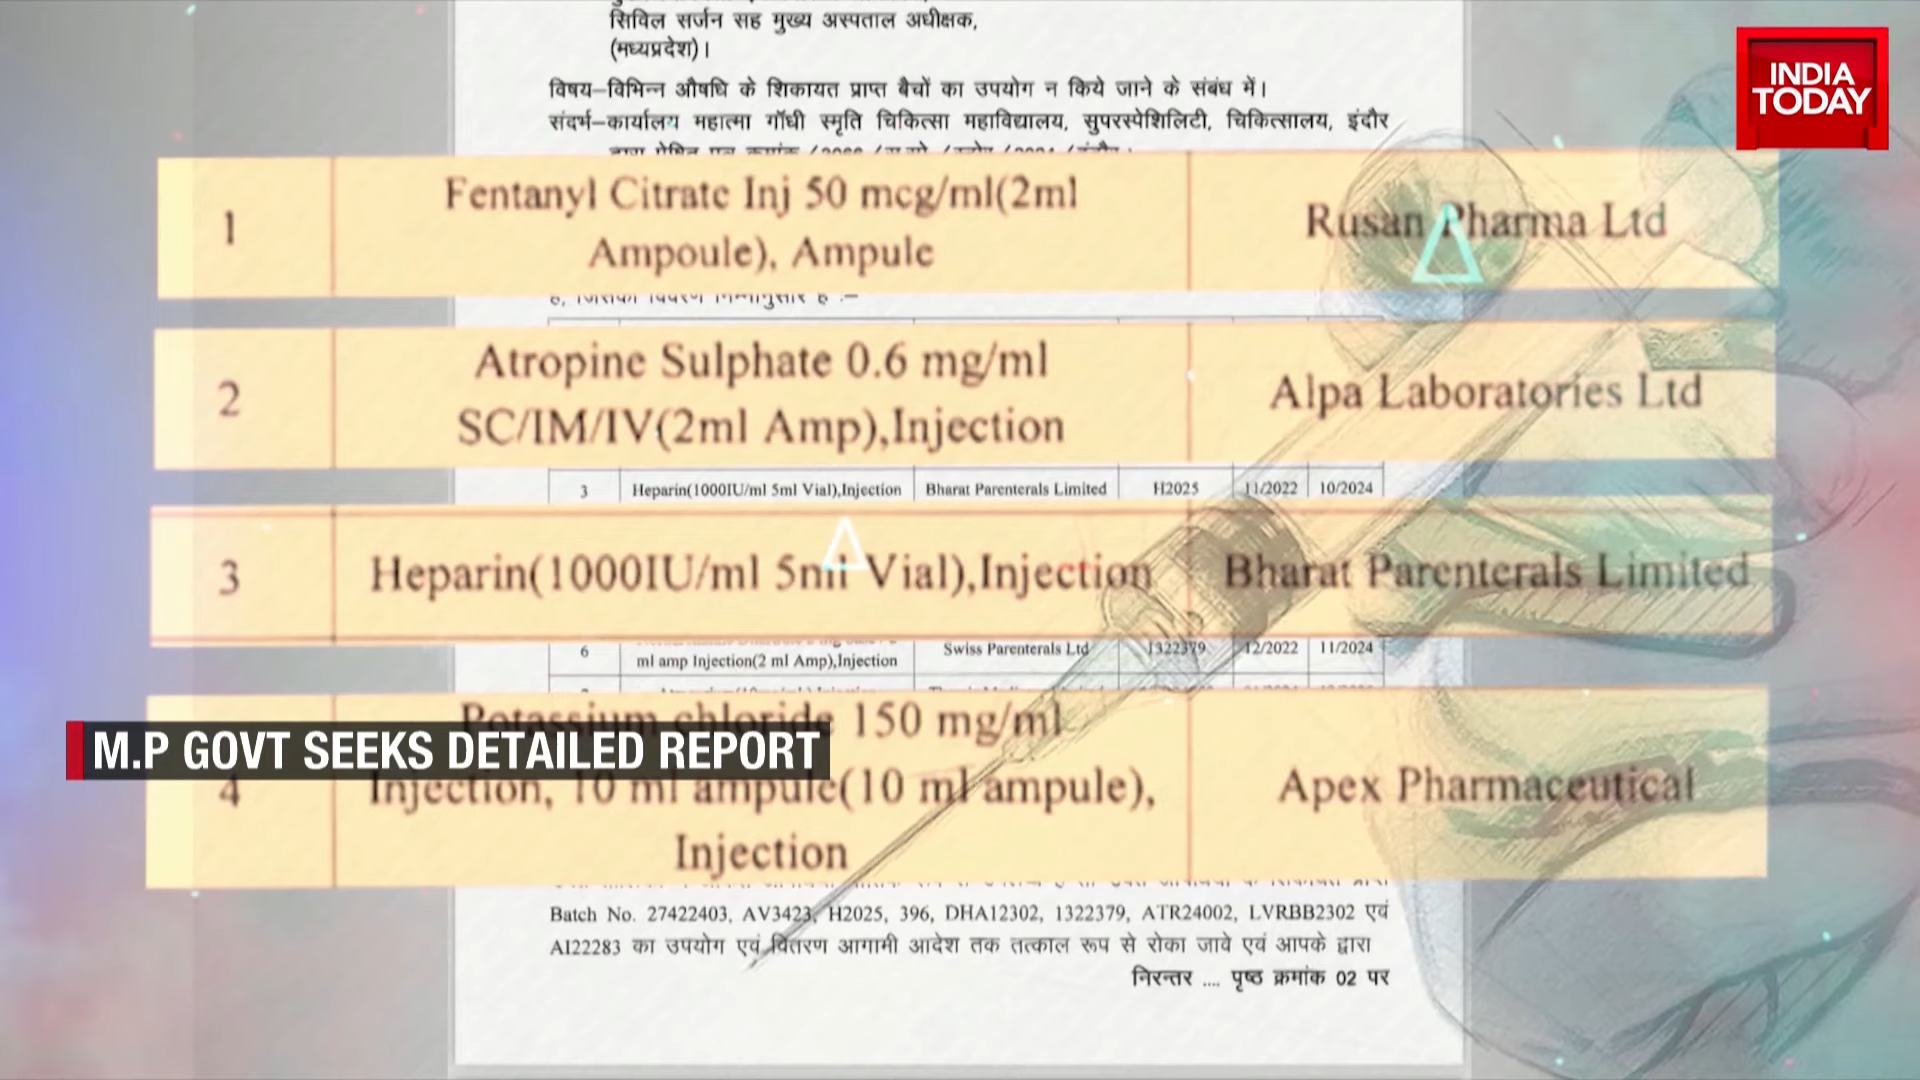 सिविल सर्जन सह मुख्य अस्पताल अधीक्षक,
(मध्यप्रदेश)।
INDIA
TODAY
विषय–विभिन्न औषधि के शिकायत प्राप्त बैचों का उपयोग न किये जाने के संबंध में।
संदर्भ–कार्यालय महात्मा गॉधी स्मृति चिकित्सा महाविद्यालय, सुपरस्पेशिलिटी, चिकित्सालय, इंदौर
1 Fentanyl Citrate Inj 50 mcg/ml(2ml Ampoule), Ampule Rusan Pharma Ltd
2 Atropine Sulphate 0.6 mg/ml SC/IM/IV(2ml Amp),Injection Alpa Laboratories Ltd
3 Heparin(1000IU/ml 5ml Vial),Injection Bharat Parenterals Limited H2025 11/2022 10/2024
3 Heparin(1000IU/ml 5ml Vial),Injection Bharat Parenterals Limited
6 ml amp Injection(2 ml Amp),Injection Swiss Parenterals Ltd 1322379 12/2022 11/2024
4 Potassium chloride 150 mg/ml Injection, 10 ml ampule(10 ml ampule), Injection Apex Pharmaceutical
M.P GOVT SEEKS DETAILED REPORT
Batch No. 27422403, AV3423, H2025, 396, DHA12302, 1322379, ATR24002, LVRBB2302 एवं
AI22283 का उपयोग एवं वितरण आगामी आदेश तक तत्काल रूप से रोका जावे एवं आपके द्वारा
निरन्तर .... पृष्ठ क्रमांक 02 पर